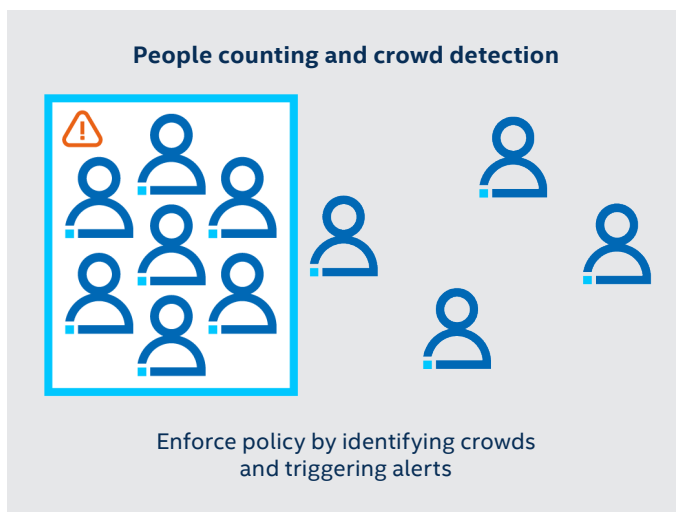 People counting and crowd detection
Enforce policy by identifying crowds
and triggering alerts